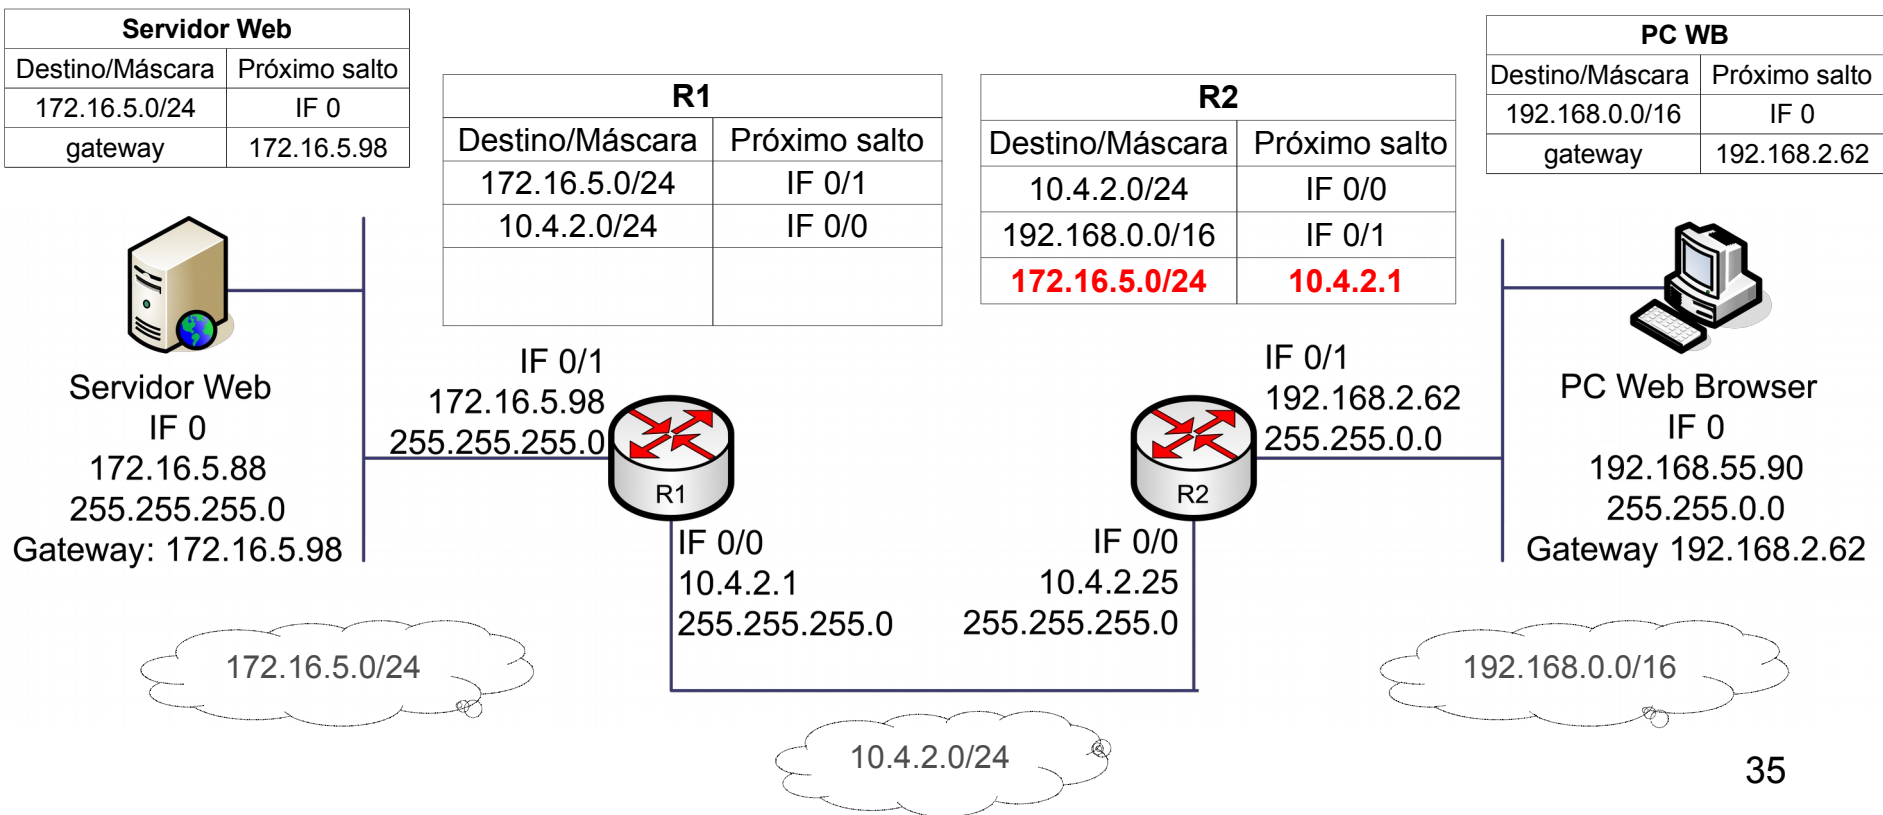 Servidor Web
Destino/Máscara Próximo salto
172.16.5.0/24 IF 0
gateway 172.16.5.98
R1
Destino/Máscara Próximo salto
172.16.5.0/24 IF 0/1
10.4.2.0/24 IF 0/0
R2
Destino/Máscara Próximo salto
10.4.2.0/24 IF 0/0
192.168.0.0/16 IF 0/1
172.16.5.0/24 10.4.2.1
PC WB
Destino/Máscara Próximo salto
192.168.0.0/16 IF 0
gateway 192.168.2.62
Servidor Web
IF 0
172.16.5.88
255.255.255.0
Gateway: 172.16.5.98
IF 0/1
172.16.5.98
255.255.255.0
R1
IF 0/0
10.4.2.1
255.255.255.0
IF 0/1
192.168.2.62
255.255.0.0
R2
IF 0/0
10.4.2.25
255.255.255.0
PC Web Browser
IF 0
192.168.55.90
255.255.0.0
Gateway 192.168.2.62
172.16.5.0/24
10.4.2.0/24
192.168.0.0/16
35